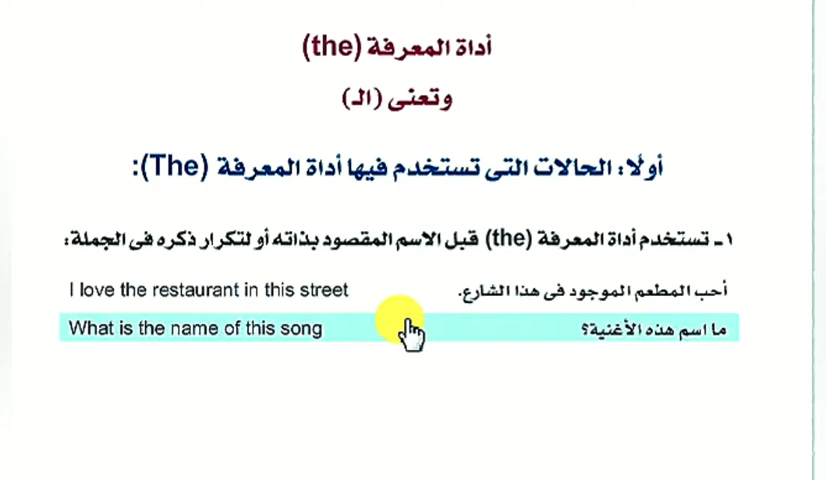 أداة المعرفة (the)
وتعنى (الـ)
أولًا: الحالات التى تستخدم فيها أداة المعرفة (The):
١ـ تستخدم أداة المعرفة (the) قبل الاسم المقصود بذاته أو لتكرار ذكره فى الجملة:
I love the restaurant in this street أحب المطعم الموجود فى هذا الشارع.
What is the name of this song ما اسم هذه الأغنية؟